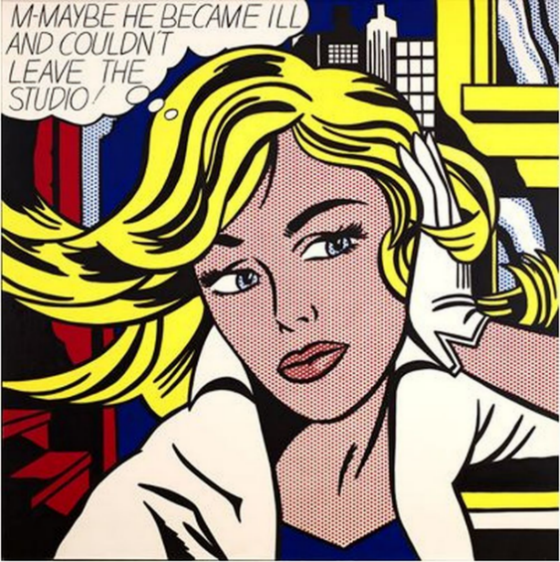 M-MAYBE HE BECAME ILL
AND COULDN'T
LEAVE THE
STUDIO!